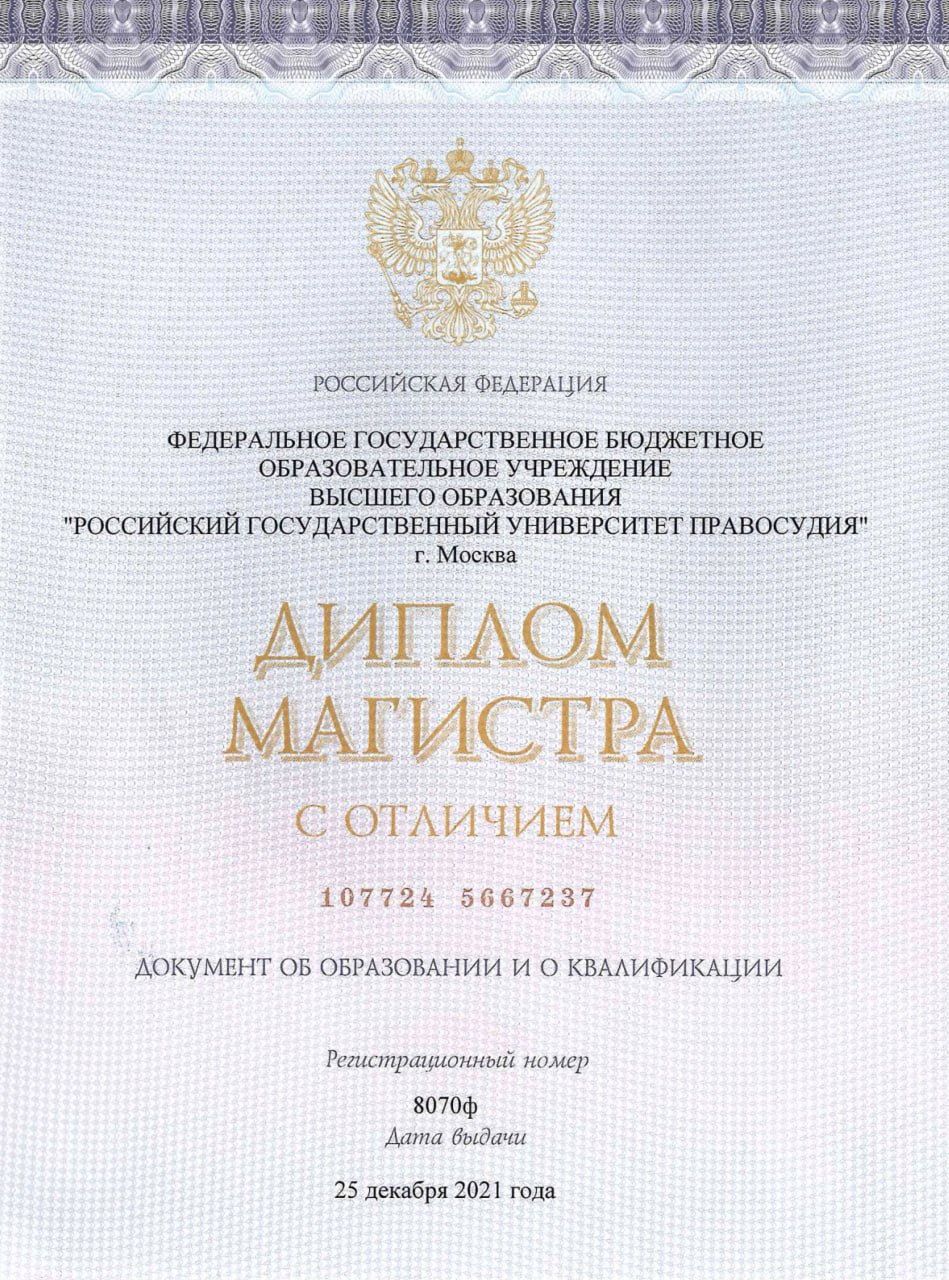 РОССИЙСКАЯ ФЕДЕРАЦИЯ
ФЕДЕРАЛЬНОЕ ГОСУДАРСТВЕННОЕ БЮДЖЕТНОЕ
ОБРАЗОВАТЕЛЬНОЕ УЧРЕЖДЕНИЕ
ВЫСШЕГО ОБРАЗОВАНИЯ
"РОССИЙСКИЙ ГОСУДАРСТВЕННЫЙ УНИВЕРСИТЕТ ПРАВОСУДИЯ"
г. Москва
ДИПЛОМ
МАГИСТРА
С ОТЛИЧИЕМ
107724 5667237
ДОКУМЕНТ ОБ ОБРАЗОВАНИИ И О КВАЛИФИКАЦИИ
Регистрационный номер
8070ф
Дата выдачи
25 декабря 2021 года